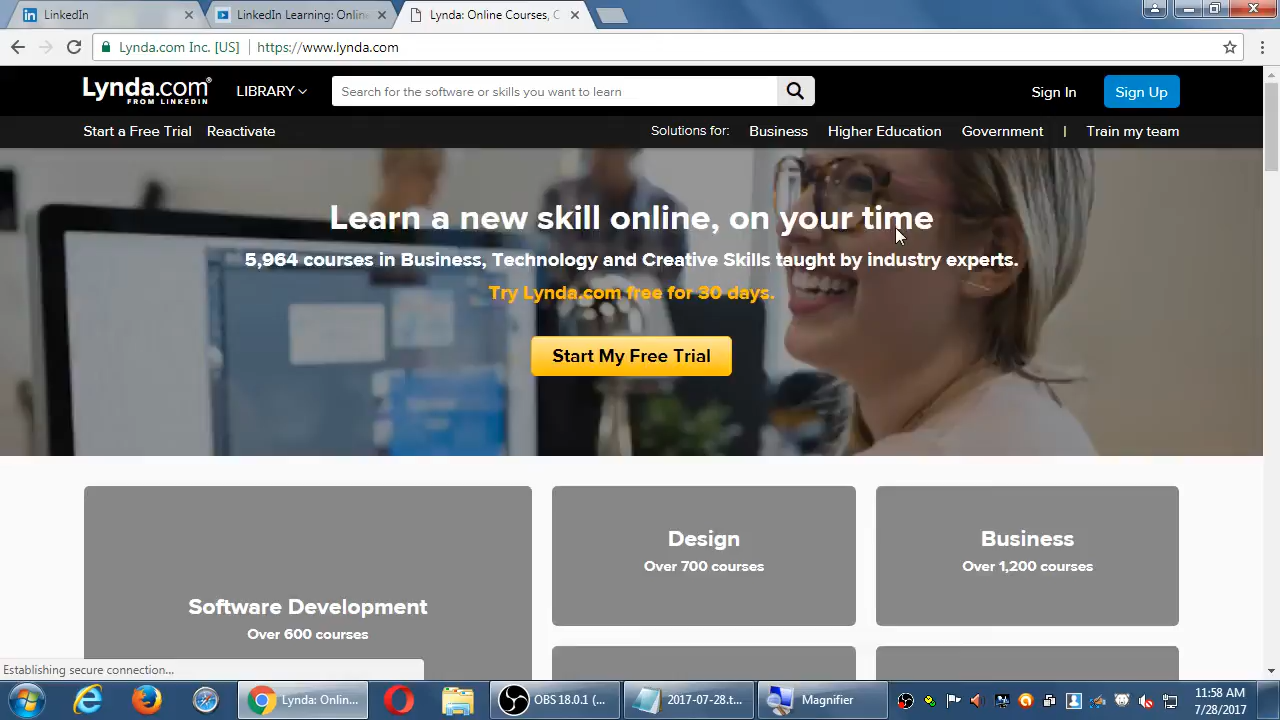 LinkedIn
LinkedIn Learning: Online
Lynda: Online Courses, C
Lynda.com Inc. [US]
https://www.lynda.com
Lynda.com®
FROM LINKEDIN
LIBRARY
Search for the software or skills you want to learn
Sign In
Sign Up
Start a Free Trial
Reactivate
Solutions for:
Business
Higher Education
Government
|
Train my team
Learn a new skill online, on your time
5,964 courses in Business, Technology and Creative Skills taught by industry experts.
Try Lynda.com free for 30 days.
Start My Free Trial
Software Development
Over 600 courses
Design
Over 700 courses
Business
Over 1,200 courses
Establishing secure connection...
Lynda: Onlin...
OBS 18.0.1 (...
2017-07-28.t...
Magnifier
11:58 AM
7/28/2017